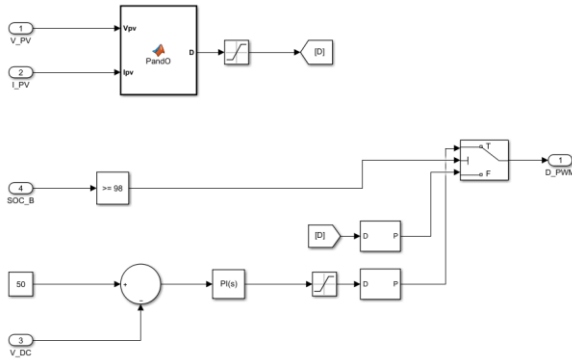 1
V_PV
Vpv
2
I_PV
Ipv
PandO
D
[D]
4
SOC_B
>= 98
T
F
1
D_PWM
[D]
D
P
50
+
−
PI(s)
D
P
3
V_DC